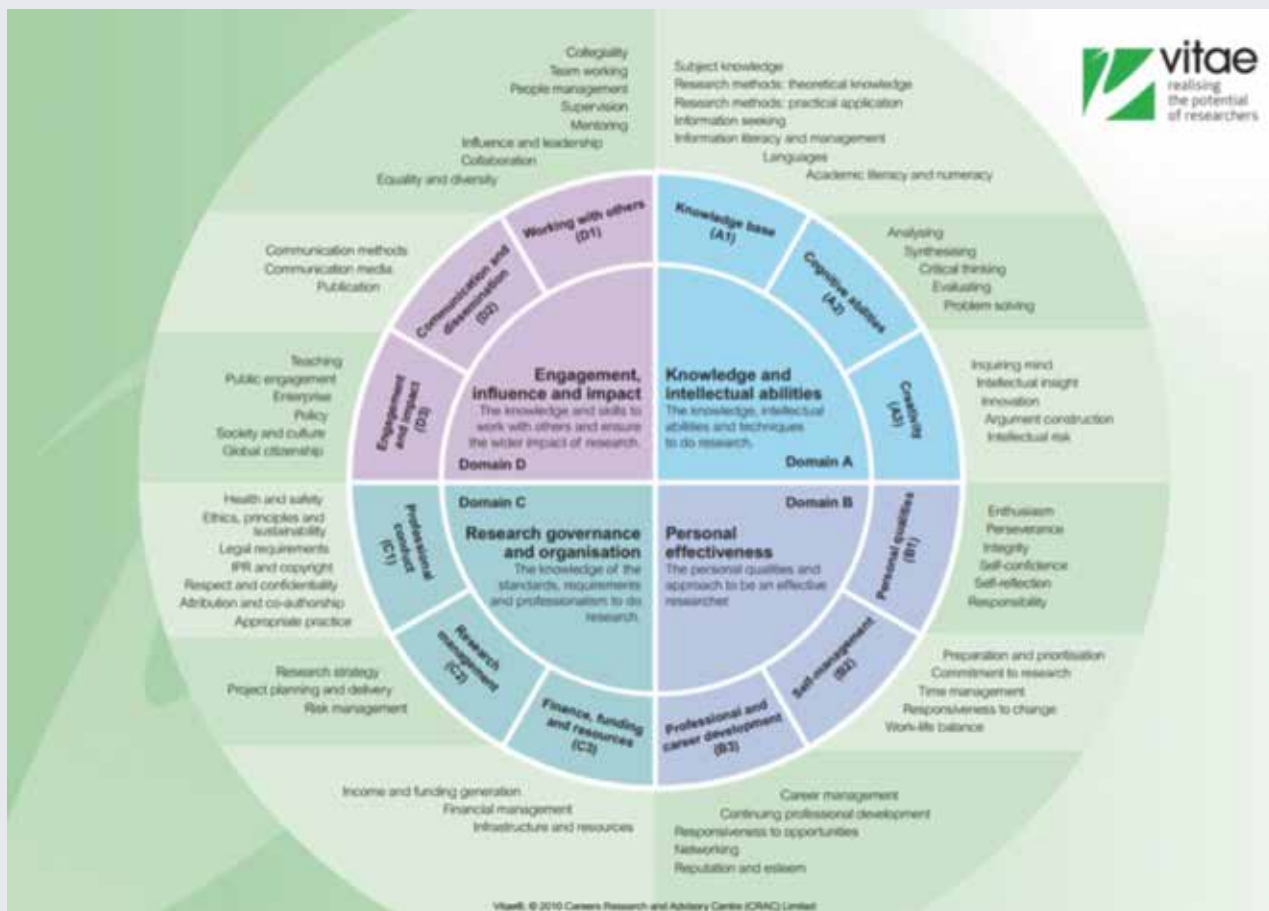 vitae
realising
the potential
of researchers
Collegiality
Team working
People management
Supervision
Mentoring
Influence and leadership
Collaboration
Equality and diversity
Subject knowledge
Research methods: theoretical knowledge
Research methods: practical application
Information seeking
Information literacy and management
Languages
Academic literacy and numeracy
Working with others
(D1)
Knowledge base
(A1)
Communication methods
Communication media
Publication
Communication and
dissemination
(D2)
Cognitive abilities
(A2)
Analysing
Synthesising
Critical thinking
Evaluating
Problem solving
Teaching
Public engagement
Enterprise
Policy
Society and culture
Global citizenship
Engagement
and impact
(D3)
Engagement,
influence and impact
The knowledge and skills to
work with others and ensure
the wider impact of research.
Domain D
Knowledge and
intellectual abilities
The knowledge, intellectual
abilities and techniques
to do research.
Domain A
Creativity
(A3)
Inquiring mind
Intellectual insight
Innovation
Argument construction
Intellectual risk
Health and safety
Ethics, principles and
sustainability
Legal requirements
IPR and copyright
Respect and confidentiality
Attribution and co-authorship
Appropriate practice
Professional
conduct
(C1)
Domain C
Research governance
and organisation
The knowledge of the
standards, requirements
and professionalism to do
research.
Domain B
Personal
effectiveness
The personal qualities and
approach to be an effective
researcher
Personal qualities
(B1)
Enthusiasm
Perseverance
Integrity
Self-confidence
Self-reflection
Responsibility
Research strategy
Project planning and delivery
Risk management
Research
management
(C2)
Self-management
(B2)
Preparation and prioritisation
Commitment to research
Time management
Responsiveness to change
Work-life balance
Finance, funding
and resources
(C3)
Professional and
career development
(B3)
Income and funding generation
Financial management
Infrastructure and resources
Career management
Continuing professional development
Responsiveness to opportunities
Networking
Reputation and esteem
Vitae®, © 2010 Careers Research and Advisory Centre (CRAC) Limited